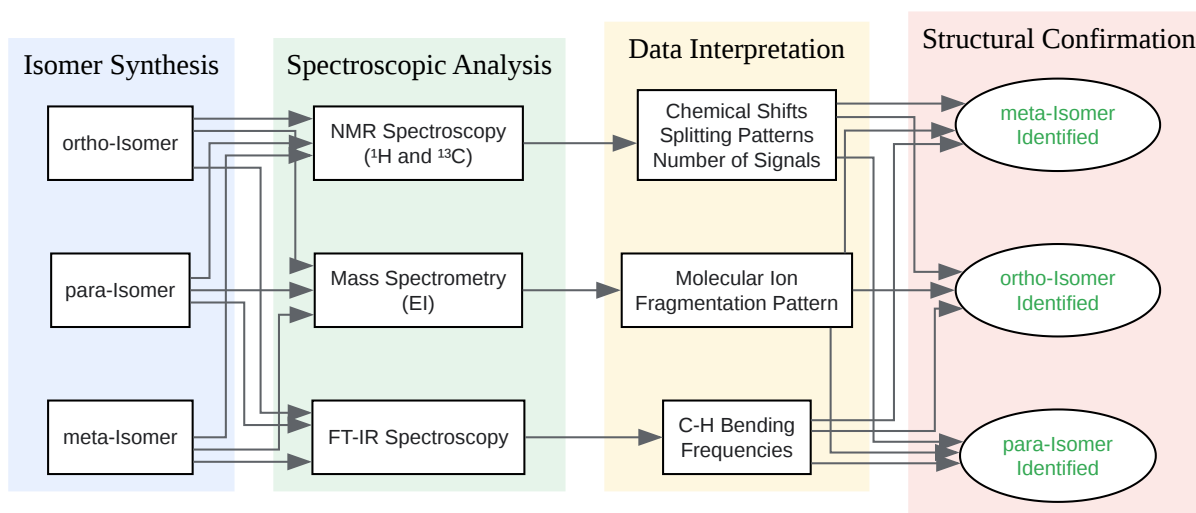 Isomer Synthesis
ortho-Isomer
para-Isomer
meta-Isomer
Spectroscopic Analysis
NMR Spectroscopy
(¹H and ¹³C)
Mass Spectrometry
(EI)
FT-IR Spectroscopy
Data Interpretation
Chemical Shifts
Splitting Patterns
Number of Signals
Molecular Ion
Fragmentation Pattern
C-H Bending
Frequencies
Structural Confirmation
meta-Isomer
Identified
ortho-Isomer
Identified
para-Isomer
Identified